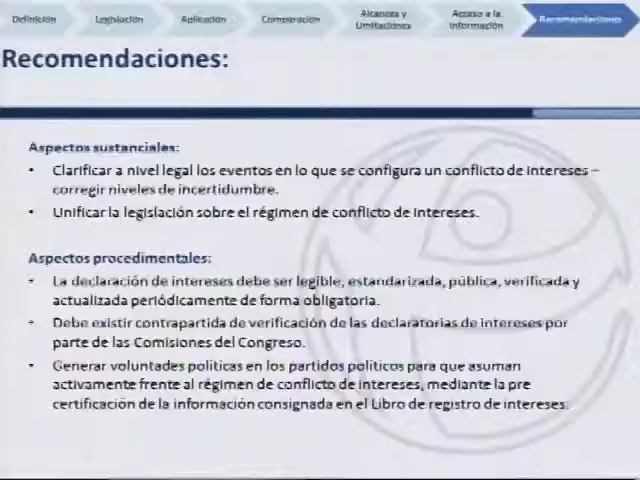 Definición
Legislación
Aplicación
Comparación
Alcances y
Limitaciones
Acceso a la
Información
Recomendaciones
Recomendaciones:
Aspectos sustanciales:
• Clarificar a nivel legal los eventos en lo que se configura un conflicto de intereses –
corregir niveles de incertidumbre.
• Unificar la legislación sobre el régimen de conflicto de intereses.
Aspectos procedimentales:
• La declaración de intereses debe ser legible, estandarizada, pública, verificada y
actualizada periódicamente de forma obligatoria.
• Debe existir contrapartida de verificación de las declaratorias de intereses por
parte de las Comisiones del Congreso.
• Generar voluntades políticas en los partidos políticos para que asuman
activamente frente al régimen de conflicto de intereses, mediante la pre
certificación de la información consignada en el Libro de registro de intereses.